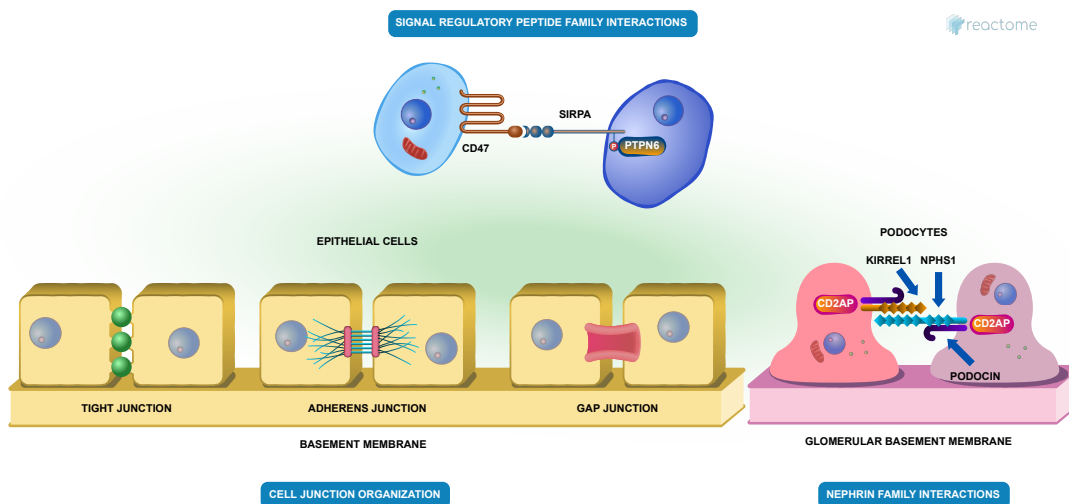 SIGNAL REGULATORY PEPTIDE FAMILY INTERACTIONS
reactome
SIRPA
CD47
P
PTPN6
EPITHELIAL CELLS
PODOCYTES
KIRREL1 NPHS1
CD2AP
CD2AP
PODOCIN
TIGHT JUNCTION
ADHERENS JUNCTION
GAP JUNCTION
BASEMENT MEMBRANE
GLOMERULAR BASEMENT MEMBRANE
CELL JUNCTION ORGANIZATION
NEPHRIN FAMILY INTERACTIONS